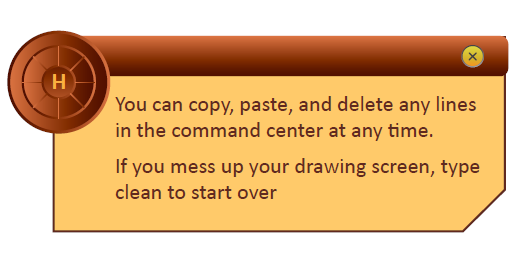 H
You can copy, paste, and delete any lines
in the command center at any time.
If you mess up your drawing screen, type
clean to start over